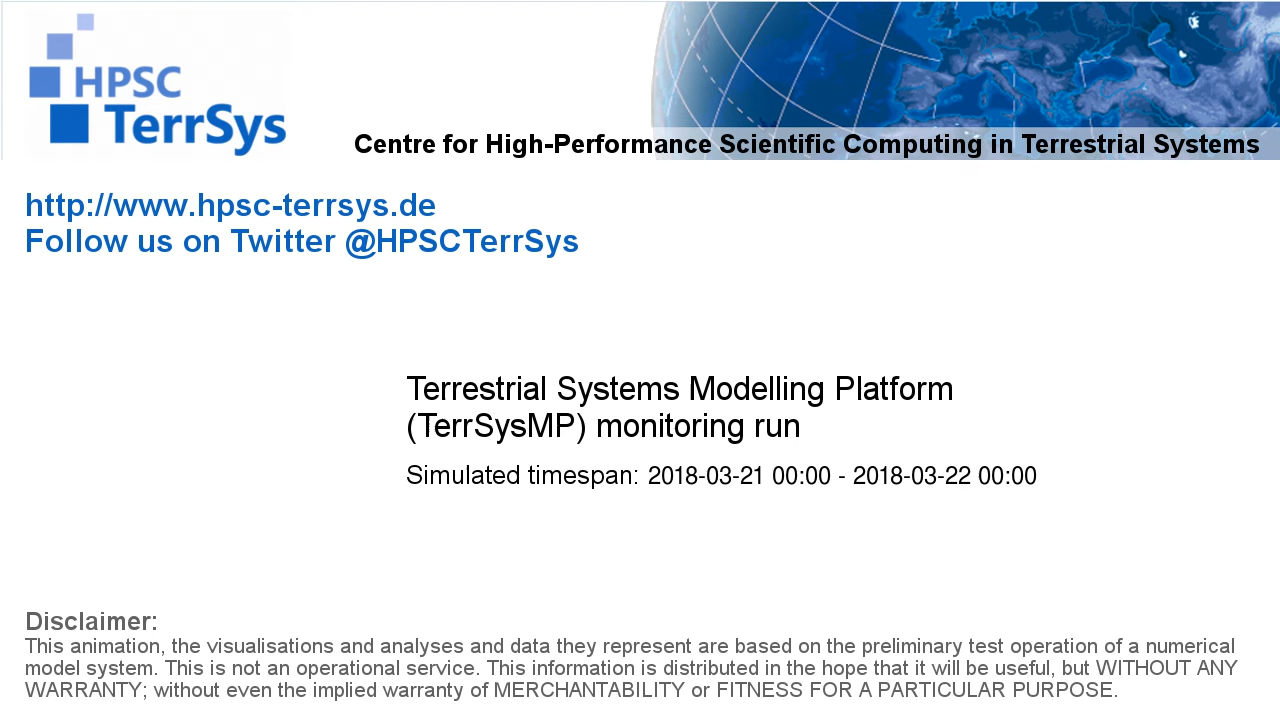 HPSC
TerrSys
Centre for High-Performance Scientific Computing in Terrestrial Systems
http://www.hpsc-terrsys.de
Follow us on Twitter @HPSCTerrSys
Terrestrial Systems Modelling Platform
(TerrSysMP) monitoring run
Simulated timespan: 2018-03-21 00:00 - 2018-03-22 00:00
Disclaimer:
This animation, the visualisations and analyses and data they represent are based on the preliminary test operation of a numerical
model system. This is not an operational service. This information is distributed in the hope that it will be useful, but WITHOUT ANY
WARRANTY; without even the implied warranty of MERCHANTABILITY or FITNESS FOR A PARTICULAR PURPOSE.